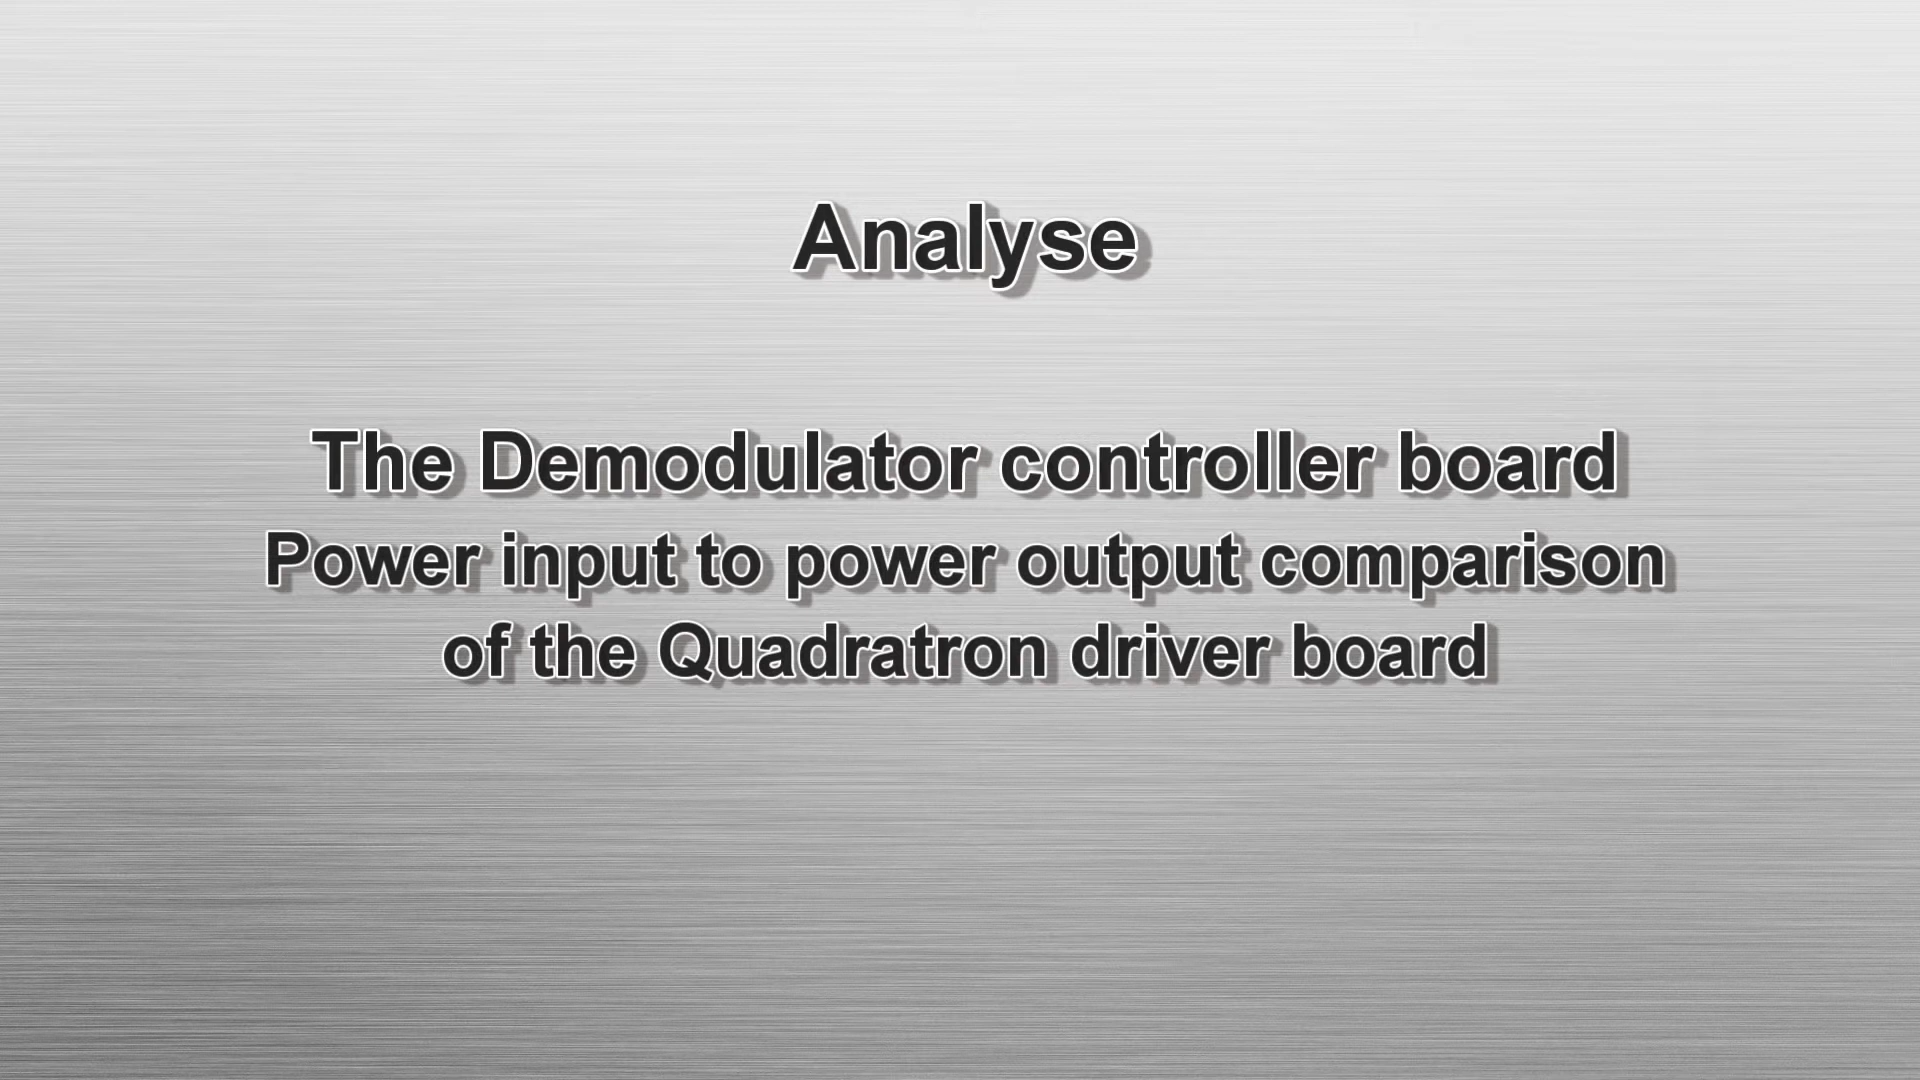 Analyse
The Demodulator controller board
Power input to power output comparison
of the Quadratron driver board